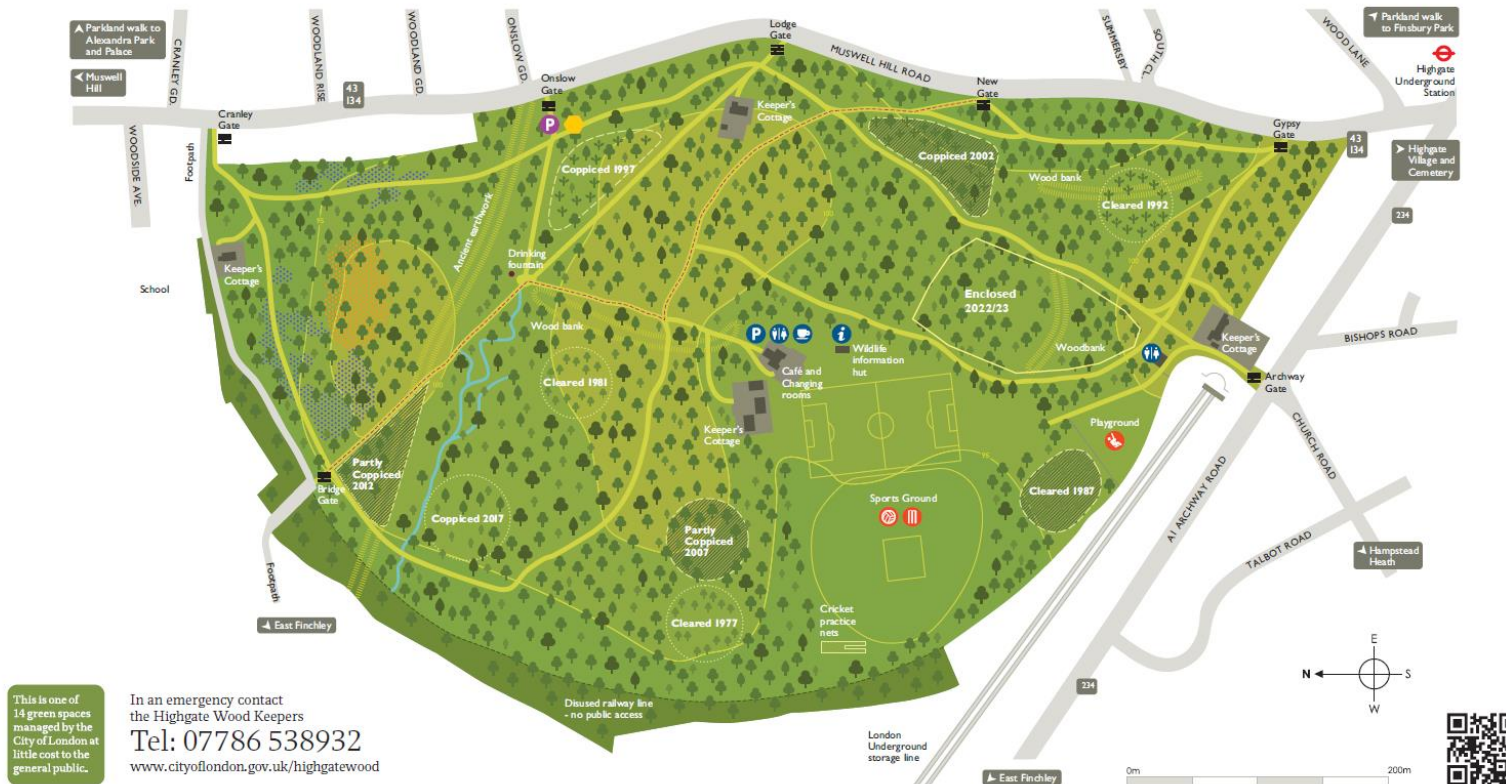 Parkland walk to
Alexandra Park
and Palace
Muswell
Hill
CRANLEY GD.
WOODLAND RISE
WOODLAND GD.
ONSLOW GD.
43
134
Cranley
Gate
WOODSIDE AVE.
Footpath
Onslow
Gate
P
Lodge
Gate
MUSWELL HILL ROAD
Keeper's
Cottage
New
Gate
SUMMERSBY
SOUTH CL.
WOOD LANE
Parkland walk
to Finsbury Park
Highgate
Underground
Station
Gypsy
Gate
43
134
Highgate
Village and
Cemetery
234
Coppiced 1997
Coppiced 2002
Wood bank
Cleared 1992
100
95
100
100
Ancient earthwork
Drinking
fountain
Keeper's
Cottage
School
Wood bank
Enclosed
2022/23
Woodbank
Keeper's
Cottage
BISHOPS ROAD
P
i
Wildlife
information
hut
Café and
Changing
rooms
Cleared 1981
Keeper's
Cottage
Archway
Gate
CHURCH ROAD
Playground
95
Partly
Coppiced
2012
Bridge
Gate
Coppiced 2017
Partly
Coppiced
2007
Sports Ground
Cleared 1987
A1 ARCHWAY ROAD
TALBOT ROAD
Hampstead
Heath
Footpath
East Finchley
Cleared 1977
Cricket
practice
nets
234
E
N
S
W
Disused railway line
- no public access
London
Underground
storage line
East Finchley
0m
200m
This is one of
14 green spaces
managed by the
City of London at
little cost to the
general public.
In an emergency contact
the Highgate Wood Keepers
Tel: 07786 538932
www.cityoflondon.gov.uk/highgatewood